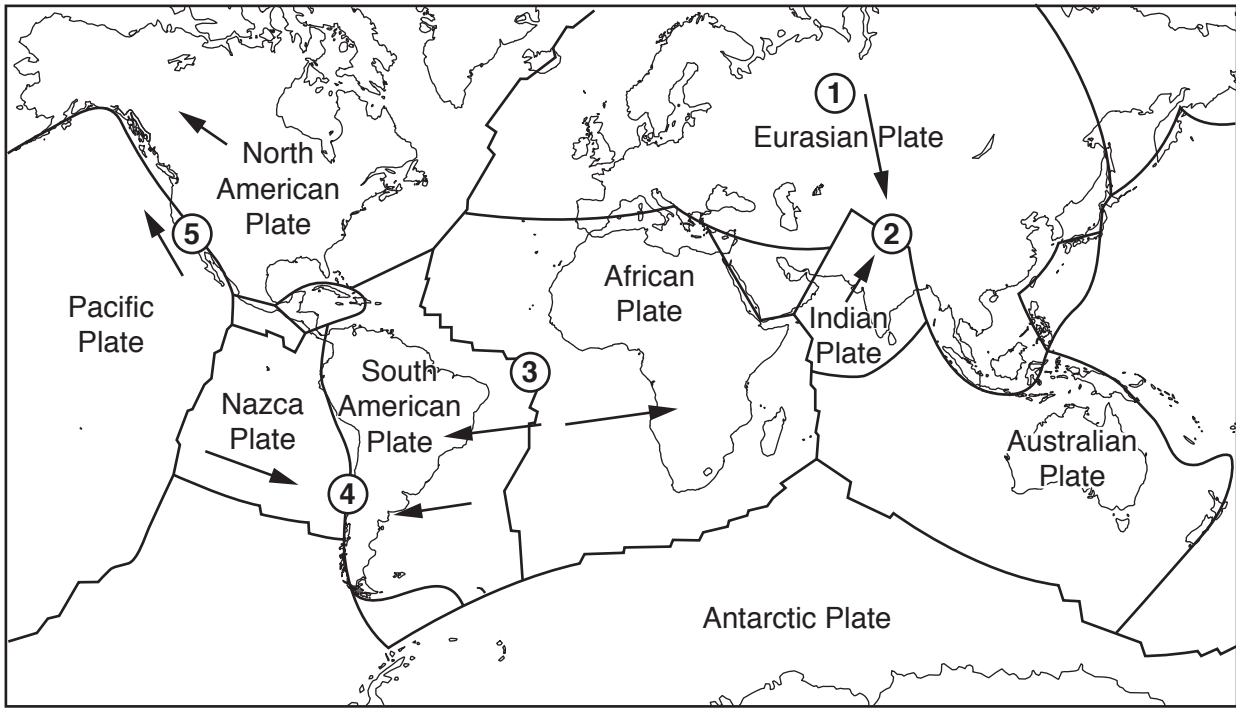 1
Eurasian Plate
North
American
Plate
5
2
African
Plate
Pacific
Plate
Indian
Plate
3
South
American
Plate
Nazca
Plate
Australian
Plate
4
Antarctic Plate